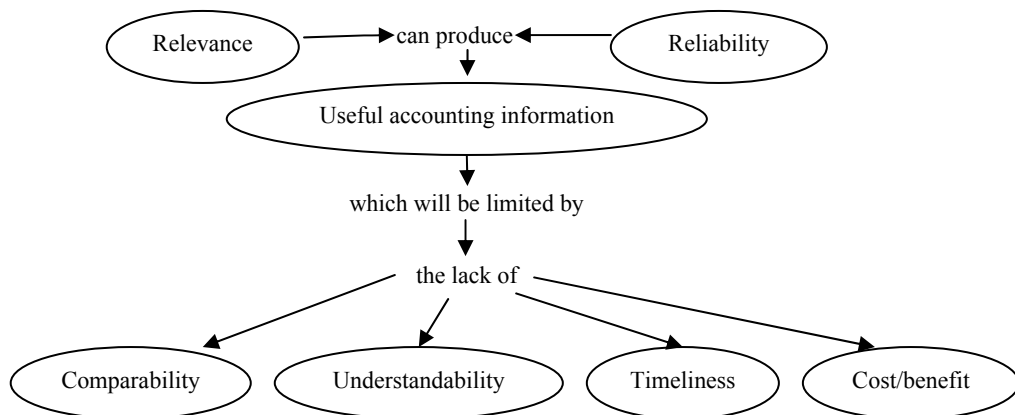 Relevance can produce Reliability
Useful accounting information
which will be limited by
the lack of
Comparability Understandability Timeliness Cost/benefit